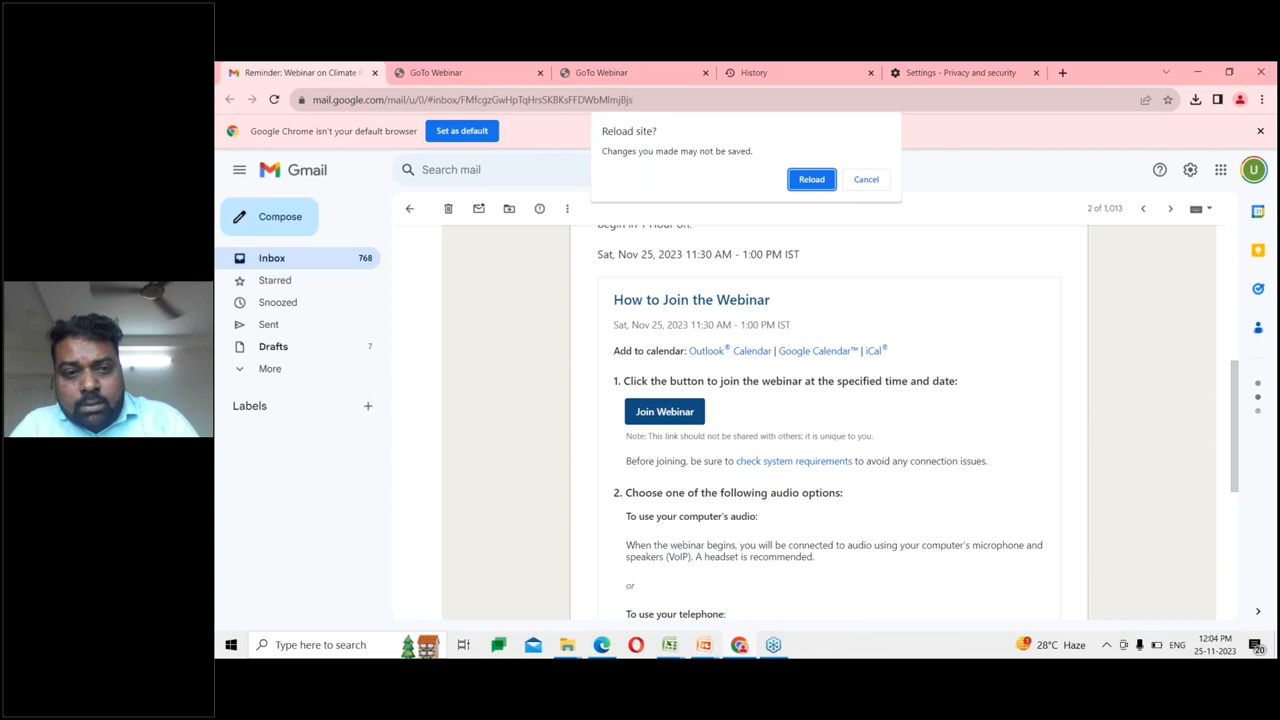 Reminder: Webinar on Climate
GoTo Webinar
GoTo Webinar
History
Settings - Privacy and security
mail.google.com/mail/u/0/#inbox/FMfcgzGwHpTqHrsSKBKsFFDWbMlmjBjs
Google Chrome isn't your default browser
Set as default
Reload site?
Changes you made may not be saved.
Reload
Cancel
Gmail
Search mail
U
Compose
2 of 1,013
Inbox 768
Starred
Snoozed
Sent
Drafts 7
More
Labels
begin in 1 Hour on:
Sat, Nov 25, 2023 11:30 AM - 1:00 PM IST
How to Join the Webinar
Sat, Nov 25, 2023 11:30 AM - 1:00 PM IST
Add to calendar: Outlook® Calendar | Google Calendar™ | iCal®
1. Click the button to join the webinar at the specified time and date:
Join Webinar
Note: This link should not be shared with others; it is unique to you.
Before joining, be sure to check system requirements to avoid any connection issues.
2. Choose one of the following audio options:
To use your computer's audio:
When the webinar begins, you will be connected to audio using your computer's microphone and
speakers (VoIP). A headset is recommended.
or
To use your telephone:
Type here to search
28°C Haze
ENG
12:04 PM
25-11-2023
20